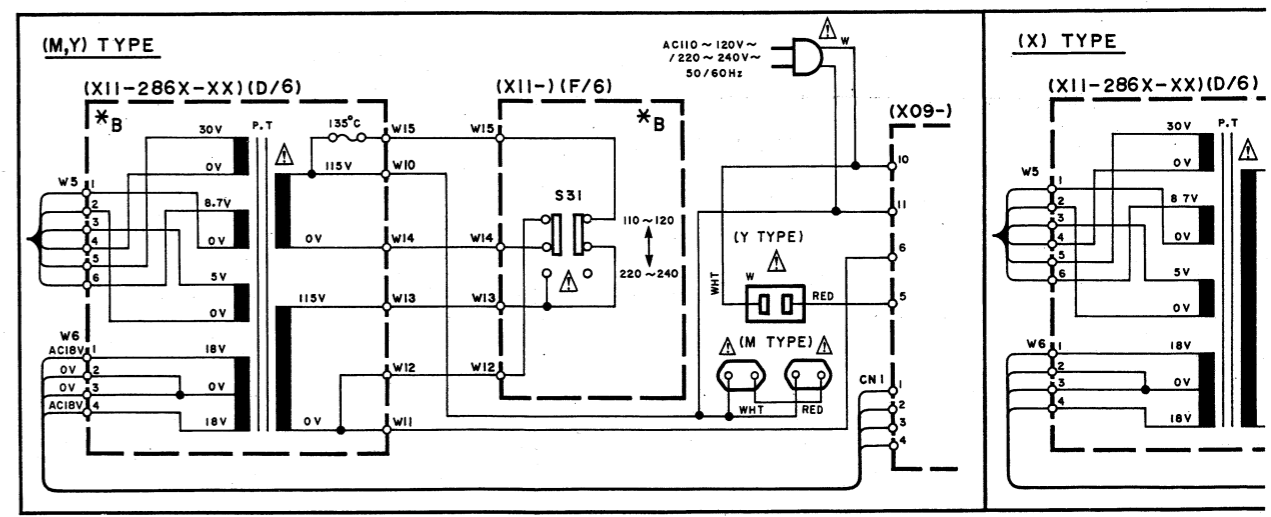 (M,Y) TYPE
(X11-286X-XX)(D/6)
*B
P.T
30V
0V
8.7V
0V
5V
0V
18V
0V
18V
W5
1
2
3
4
5
6
W6
AC18V 1
0V 2
0V 3
AC18V 4
135°C
115V
0V
115V
0V
W15
W10
W14
W13
W12
W11
(X11-)(F/6)
*B
W15
W14
W13
W12
S31
110~120
220~240
AC110~120V~
/220~240V~
50/60Hz
W
(X09-)
10
11
6
5
(Y TYPE)
W
WHT
RED
(M TYPE)
WHT
RED
CN1
1
2
3
4
(X) TYPE
(X11-286X-XX)(D/6)
P.T
30V
0V
8.7V
0V
5V
0V
18V
0V
18V
W5
1
2
3
4
5
6
W6
1
2
3
4